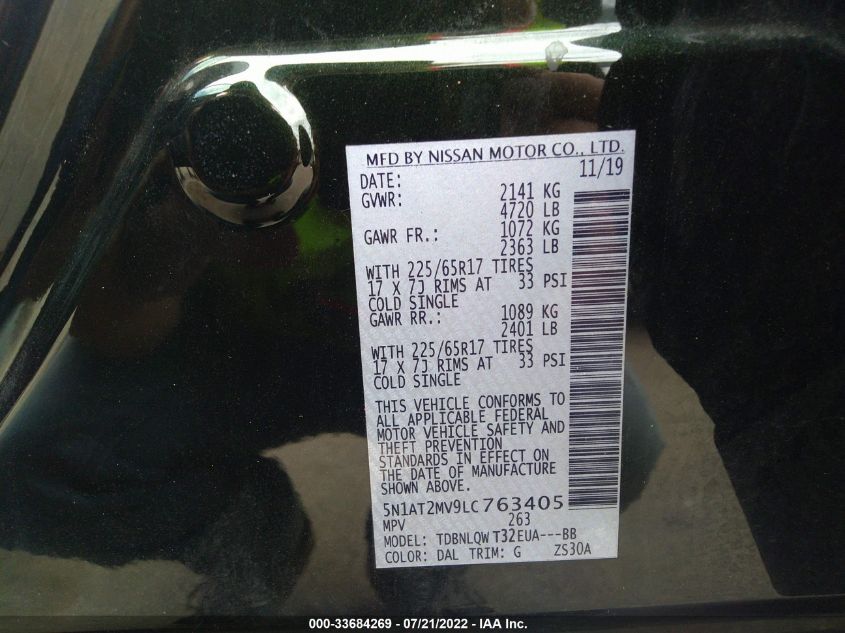 MFD BY NISSAN MOTOR CO., LTD.
DATE: 11/19
GVWR: 2141 KG
4720 LB
GAWR FR.: 1072 KG
2363 LB
WITH 225/65R17 TIRES
17 X 7J RIMS AT 33 PSI
COLD SINGLE
GAWR RR.: 1089 KG
2401 LB
WITH 225/65R17 TIRES
17 X 7J RIMS AT 33 PSI
COLD SINGLE
THIS VEHICLE CONFORMS TO
ALL APPLICABLE FEDERAL
MOTOR VEHICLE SAFETY AND
THEFT PREVENTION
STANDARDS IN EFFECT ON
THE DATE OF MANUFACTURE
SHOWN ABOVE.
5N1AT2MV9LC763405
MPV 263
MODEL: TDBNLQW T32EUA---BB
COLOR: DAL TRIM: G ZS30A
000-33684269 - 07/21/2022 - IAA Inc.